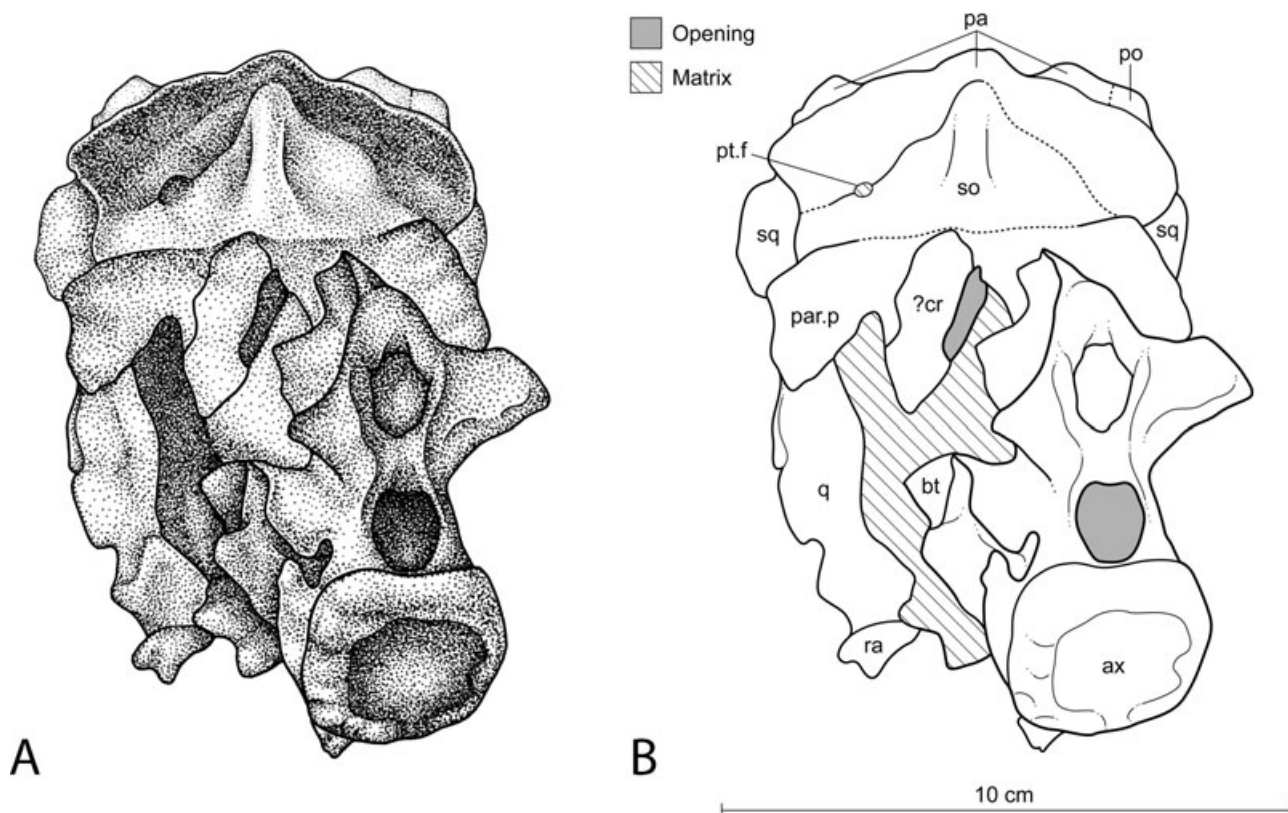 Opening
Matrix
pa
po
pt.f
so
sq
sq
par.p
?cr
q
bt
ra
ax
A
B
10 cm